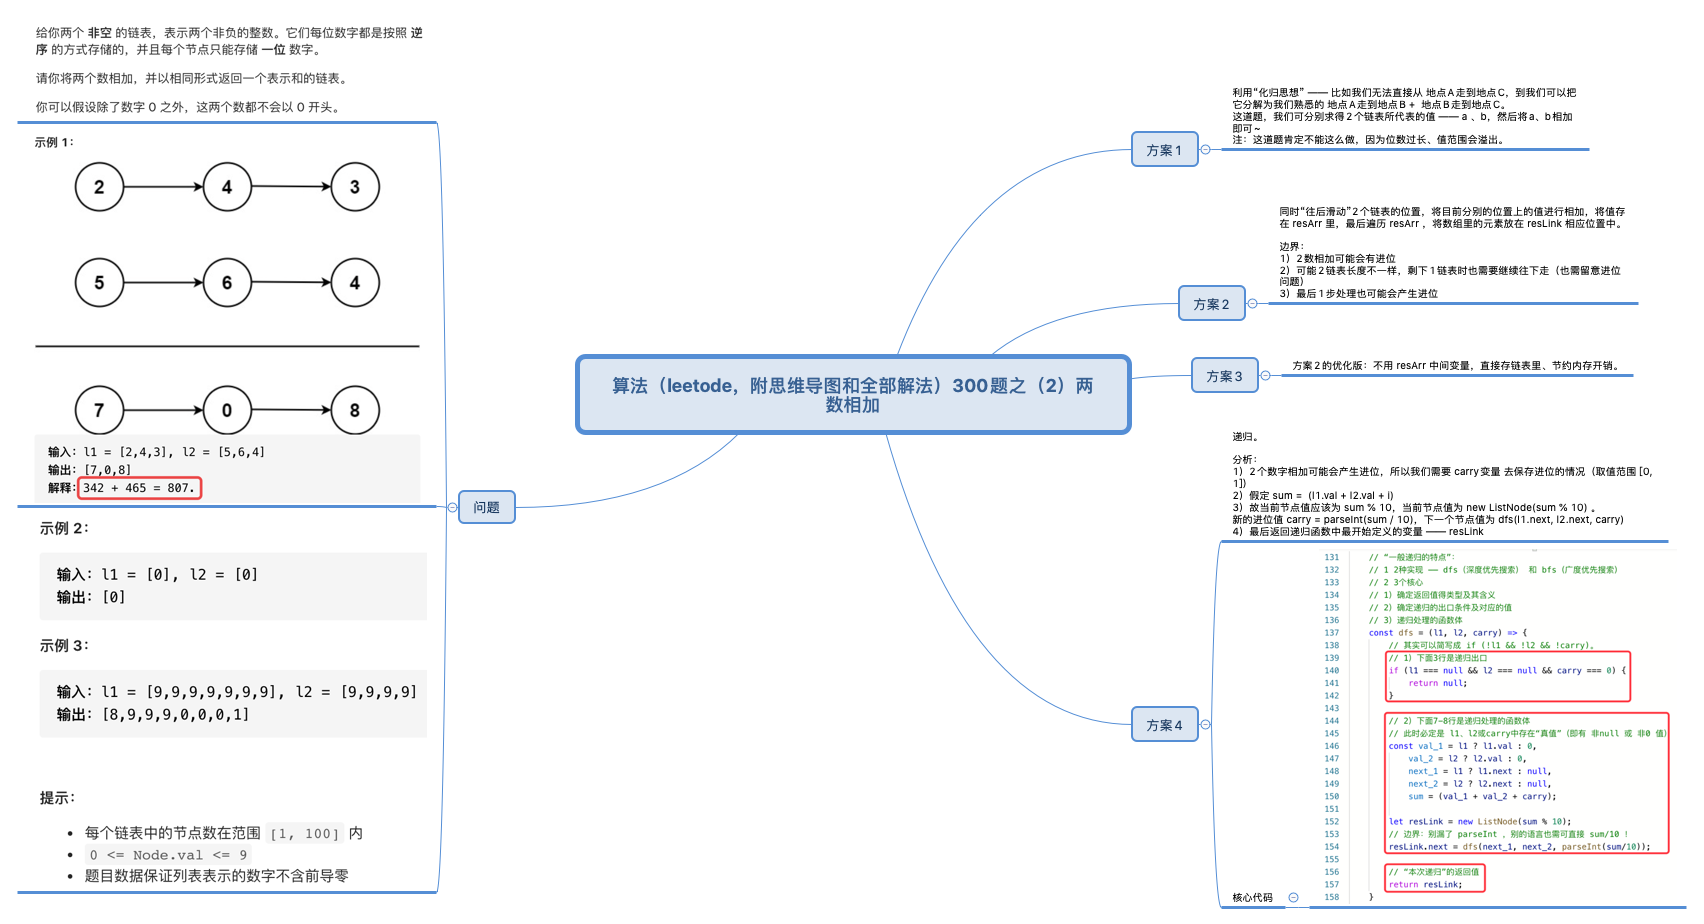 给你两个 非空 的链表，表示两个非负的整数。它们每位数字都是按照 逆
序 的方式存储的，并且每个节点只能存储 一位 数字。
请你将两个数相加，并以相同形式返回一个表示和的链表。
你可以假设除了数字 0 之外，这两个数都不会以 0 开头。
示例 1：
2 4 3
5 6 4
7 0 8
输入：l1 = [2,4,3], l2 = [5,6,4]
输出：[7,0,8]
解释：342 + 465 = 807.
示例 2：
输入：l1 = [0], l2 = [0]
输出：[0]
示例 3：
输入：l1 = [9,9,9,9,9,9,9], l2 = [9,9,9,9]
输出：[8,9,9,9,0,0,0,1]
提示：
• 每个链表中的节点数在范围 [1, 100] 内
• 0 <= Node.val <= 9
• 题目数据保证列表表示的数字不含前导零
问题
算法（leetode，附思维导图和全部解法）300题之（2）两
数相加
方案1
利用“化归思想” —— 比如我们无法直接从 地点A走到地点C，到我们可以把
它分解为我们熟悉的 地点A走到地点B + 地点B走到地点C。
这道题，我们可分别求得2个链表所代表的值 —— a 、b，然后将a、b相加
即可~
注：这道题肯定不能这么做，因为位数过长、值范围会溢出。
方案2
同时“往后滑动”2个链表的位置，将目前分别的位置上的值进行相加，将值存
在 resArr 里，最后遍历 resArr ，将数组里的元素放在 resLink 相应位置中。
边界：
1）2数相加可能会有进位
2）可能2链表长度不一样，剩下1链表时也需要继续往下走（也需留意进位
问题）
3）最后1步处理也可能会产生进位
方案3
方案2的优化版：不用 resArr 中间变量，直接存链表里、节约内存开销。
方案4
递归。
分析：
1）2个数字相加可能会产生进位，所以我们需要 carry变量 去保存进位的情况（取值范围 [0,
1]）
2）假定 sum =（l1.val + l2.val + i）
3）故当前节点值应该为 sum % 10，当前节点值为 new ListNode(sum % 10) 。
新的进位值 carry = parseInt(sum / 10)，下一个节点值为 dfs(l1.next, l2.next, carry)
4）最后返回递归函数中最开始定义的变量 —— resLink
核心代码
131 // “一般递归的特点”：
132 // 1 2种实现 —— dfs（深度优先搜索） 和 bfs（广度优先搜索）
133 // 2 3个核心
134 // 1）确定返回值得类型及其含义
135 // 2）确定递归的出口条件及对应的值
136 // 3）递归处理的函数体
137 const dfs = (l1, l2, carry) => {
138 // 其实可以简写成 if (!l1 && !l2 && !carry)。
139 // 1）下面3行是递归出口
140 if (l1 === null && l2 === null && carry === 0) {
141 return null;
142 }
143
144 // 2）下面7-8行是递归处理的函数体
145 // 此时必定是 l1、l2或carry中存在“真值”（即有 非null 或 非0 值）
146 const val_1 = l1 ? l1.val : 0,
147 val_2 = l2 ? l2.val : 0,
148 next_1 = l1 ? l1.next : null,
149 next_2 = l2 ? l2.next : null,
150 sum = (val_1 + val_2 + carry);
151
152 let resLink = new ListNode(sum % 10);
153 // 边界：别漏了 parseInt ，别的语言也需可直接 sum/10 ！
154 resLink.next = dfs(next_1, next_2, parseInt(sum/10));
155
156 // “本次递归”的返回值
157 return resLink;
158 }